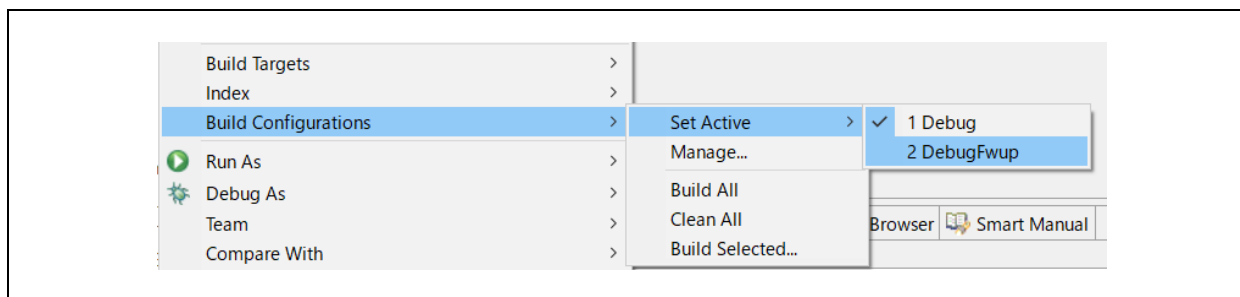 Build Targets
Index
Build Configurations
Run As
Debug As
Team
Compare With
Set Active
Manage...
Build All
Clean All
Build Selected...
1 Debug
2 DebugFwup
Browser
Smart Manual